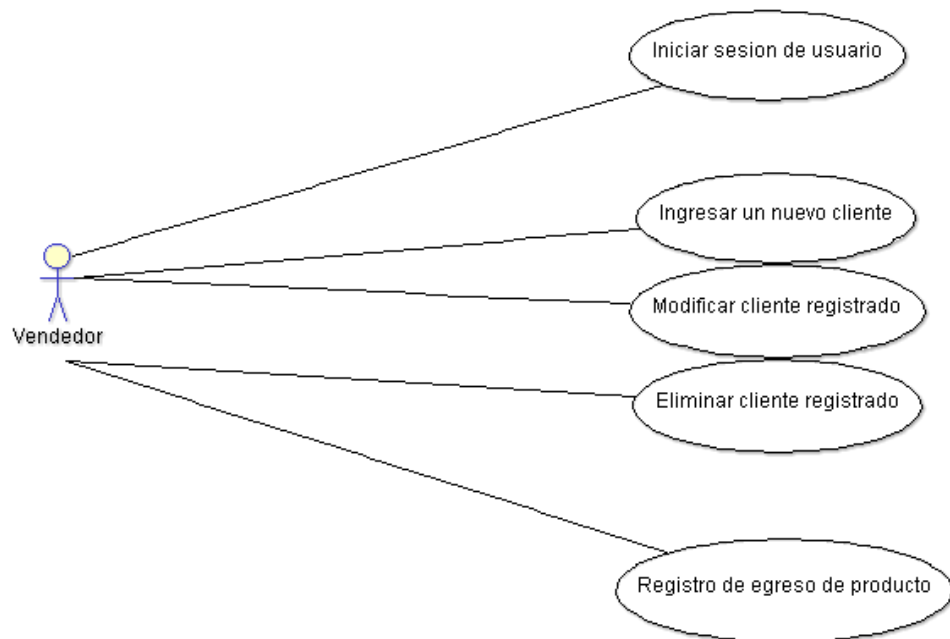 Iniciar sesion de usuario
Ingresar un nuevo cliente
Modificar cliente registrado
Vendedor
Eliminar cliente registrado
Registro de egreso de producto